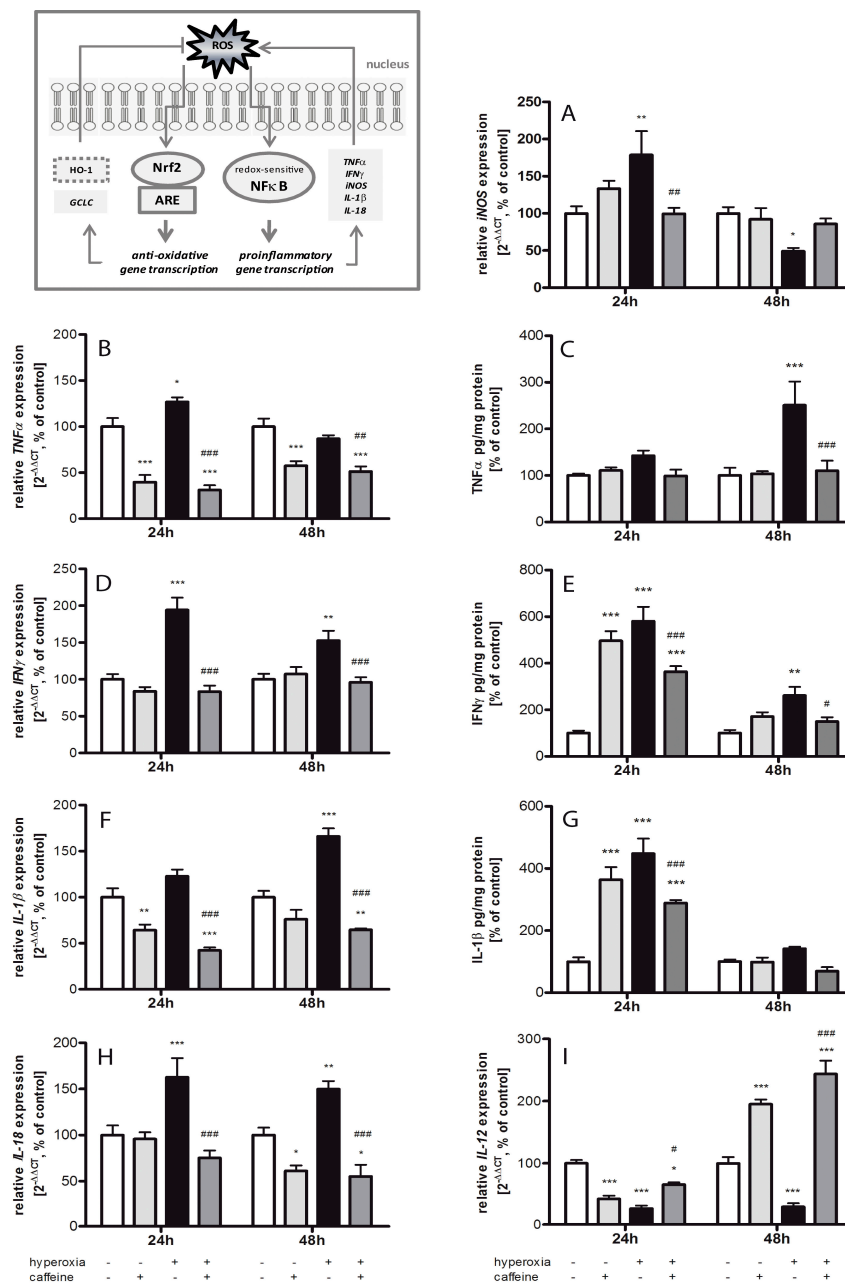 ROS
nucleus
HO-1
GCLC
Nrf2
ARE
redox-sensitive
NFκB
TNFα
IFNγ
iNOS
IL-1β
IL-18
anti-oxidative
gene transcription
proinflammatory
gene transcription
A
relative iNOS expression
[2-ΔΔCT, % of control]
250
200
150
100
50
0
**
##
*
24h
48h
B
relative TNFα expression
[2-ΔΔCT, % of control]
200
150
100
50
0
***
*
###
***
***
##
***
24h
48h
C
TNFα pg/mg protein
[% of control]
400
300
200
100
0
***
###
24h
48h
D
relative IFNγ expression
[2-ΔΔCT, % of control]
250
200
150
100
50
0
***
###
**
###
24h
48h
E
IFNγ pg/mg protein
[% of control]
800
600
400
200
0
***
***
###
***
**
#
24h
48h
F
relative IL-1β expression
[2-ΔΔCT, % of control]
200
150
100
50
0
**
###
***
***
###
**
24h
48h
G
IL-1β pg/mg protein
[% of control]
600
400
200
0
***
***
###
***
24h
48h
H
relative IL-18 expression
[2-ΔΔCT, % of control]
200
150
100
50
0
***
###
*
**
###
*
24h
48h
I
relative IL-12 expression
[2-ΔΔCT, % of control]
300
200
100
0
***
***
#
*
***
***
###
***
24h
48h
hyperoxia - - + + - - + +
caffeine - + - + - + - +
hyperoxia - - + + - - + +
caffeine - + - + - + - +